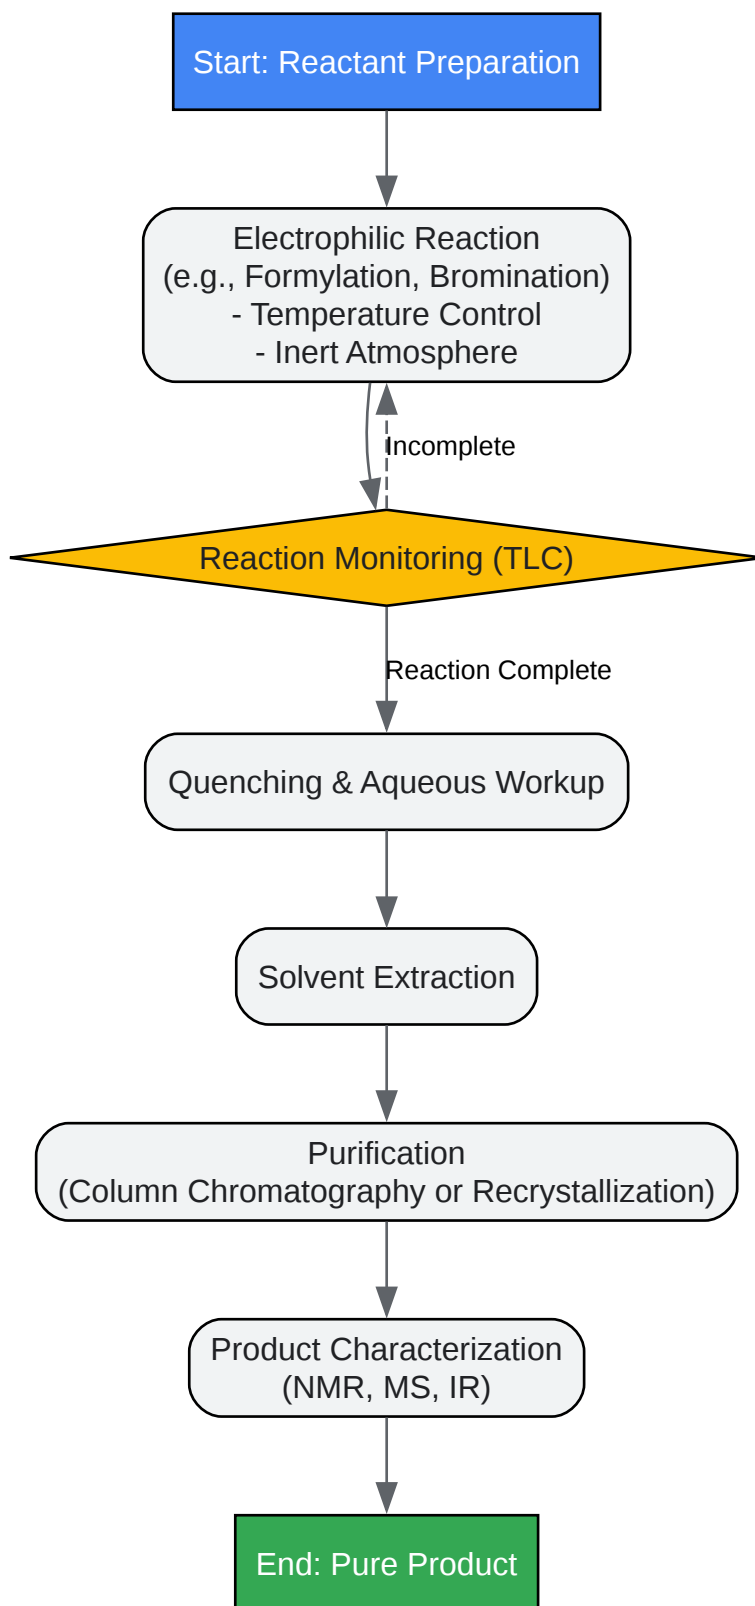 Start: Reactant Preparation
Electrophilic Reaction
(e.g., Formylation, Bromination)
- Temperature Control
- Inert Atmosphere
Incomplete
Reaction Monitoring (TLC)
Reaction Complete
Quenching & Aqueous Workup
Solvent Extraction
Purification
(Column Chromatography or Recrystallization)
Product Characterization
(NMR, MS, IR)
End: Pure Product